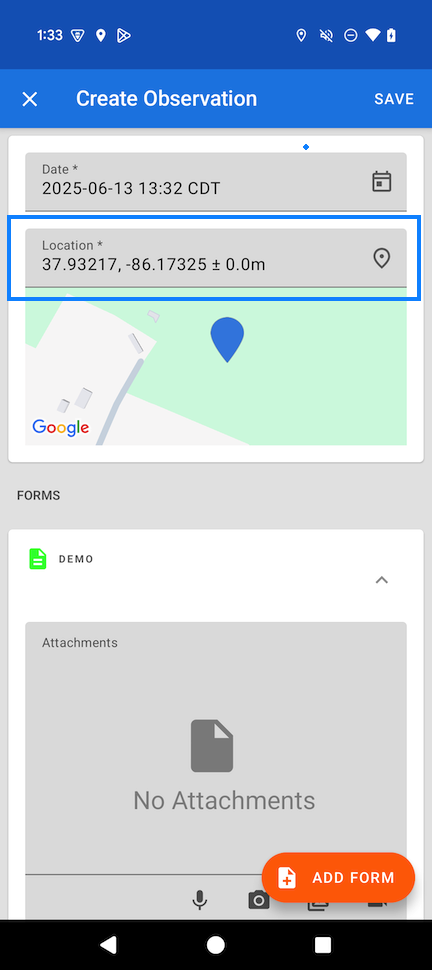 1:33
Create Observation
SAVE
Date *
2025-06-13 13:32 CDT
Location *
37.93217, -86.17325 ± 0.0m
Google
FORMS
DEMO
Attachments
No Attachments
ADD FORM